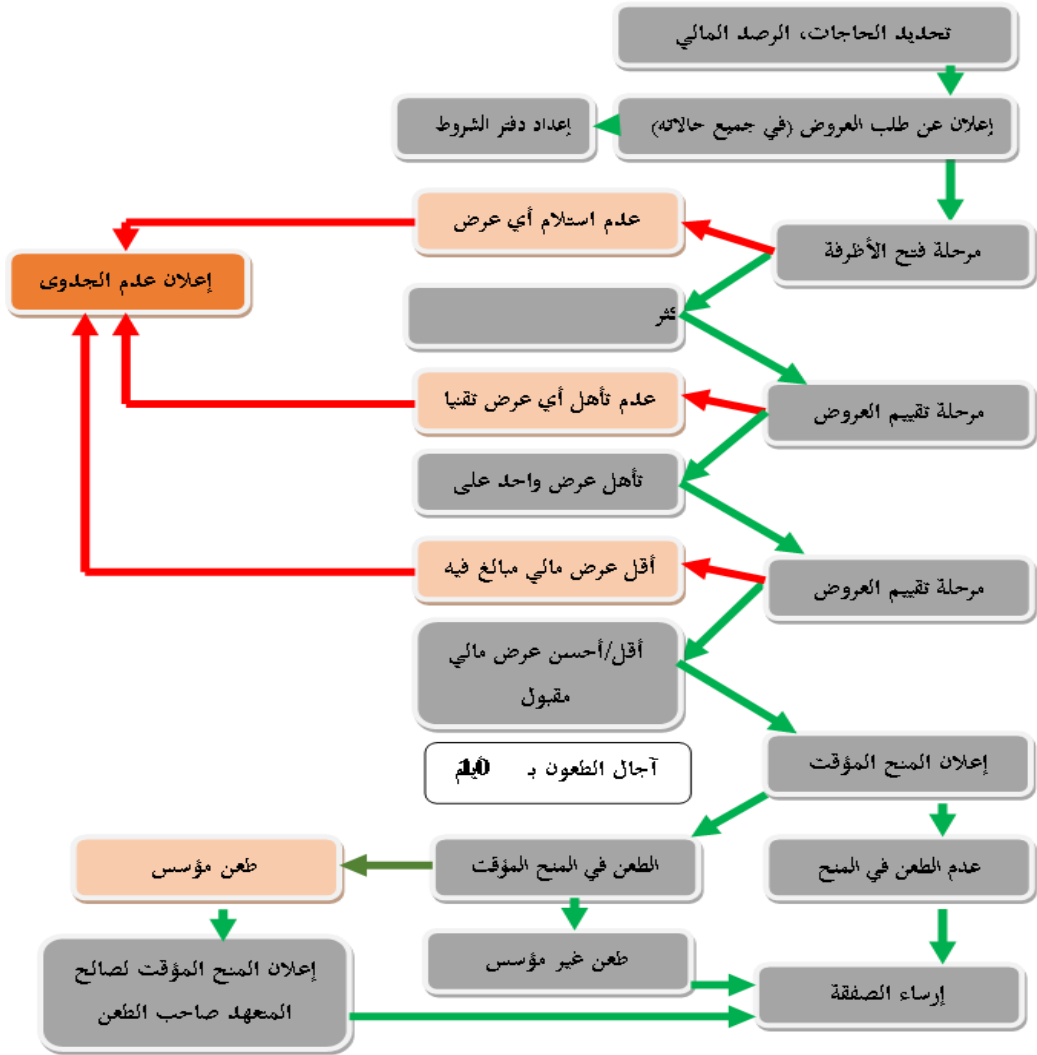 تحديد الحاجات، الرصد المالي
إعلان عن طلب العروض (في جميع حالاته)
إعداد دفتر الشروط
عدم استلام أي عرض
مرحلة فتح الأظرفة
إعلان عدم الجدوى
كثر
عدم تأهل أي عرض تقنيا
مرحلة تقييم العروض
تأهل عرض واحد على
أقل عرض مالي مبالغ فيه
مرحلة تقييم العروض
أقل/أحسن عرض مالي
مقبول
إعلان المنح المؤقت
آجال الطعون بـ 10
عدم الطعن في المنح
الطعن في المنح المؤقت
طعن مؤسس
طعن غير مؤسس
إعلان المنح المؤقت لصالح
المتعهد صاحب الطعن
إرساء الصفقة